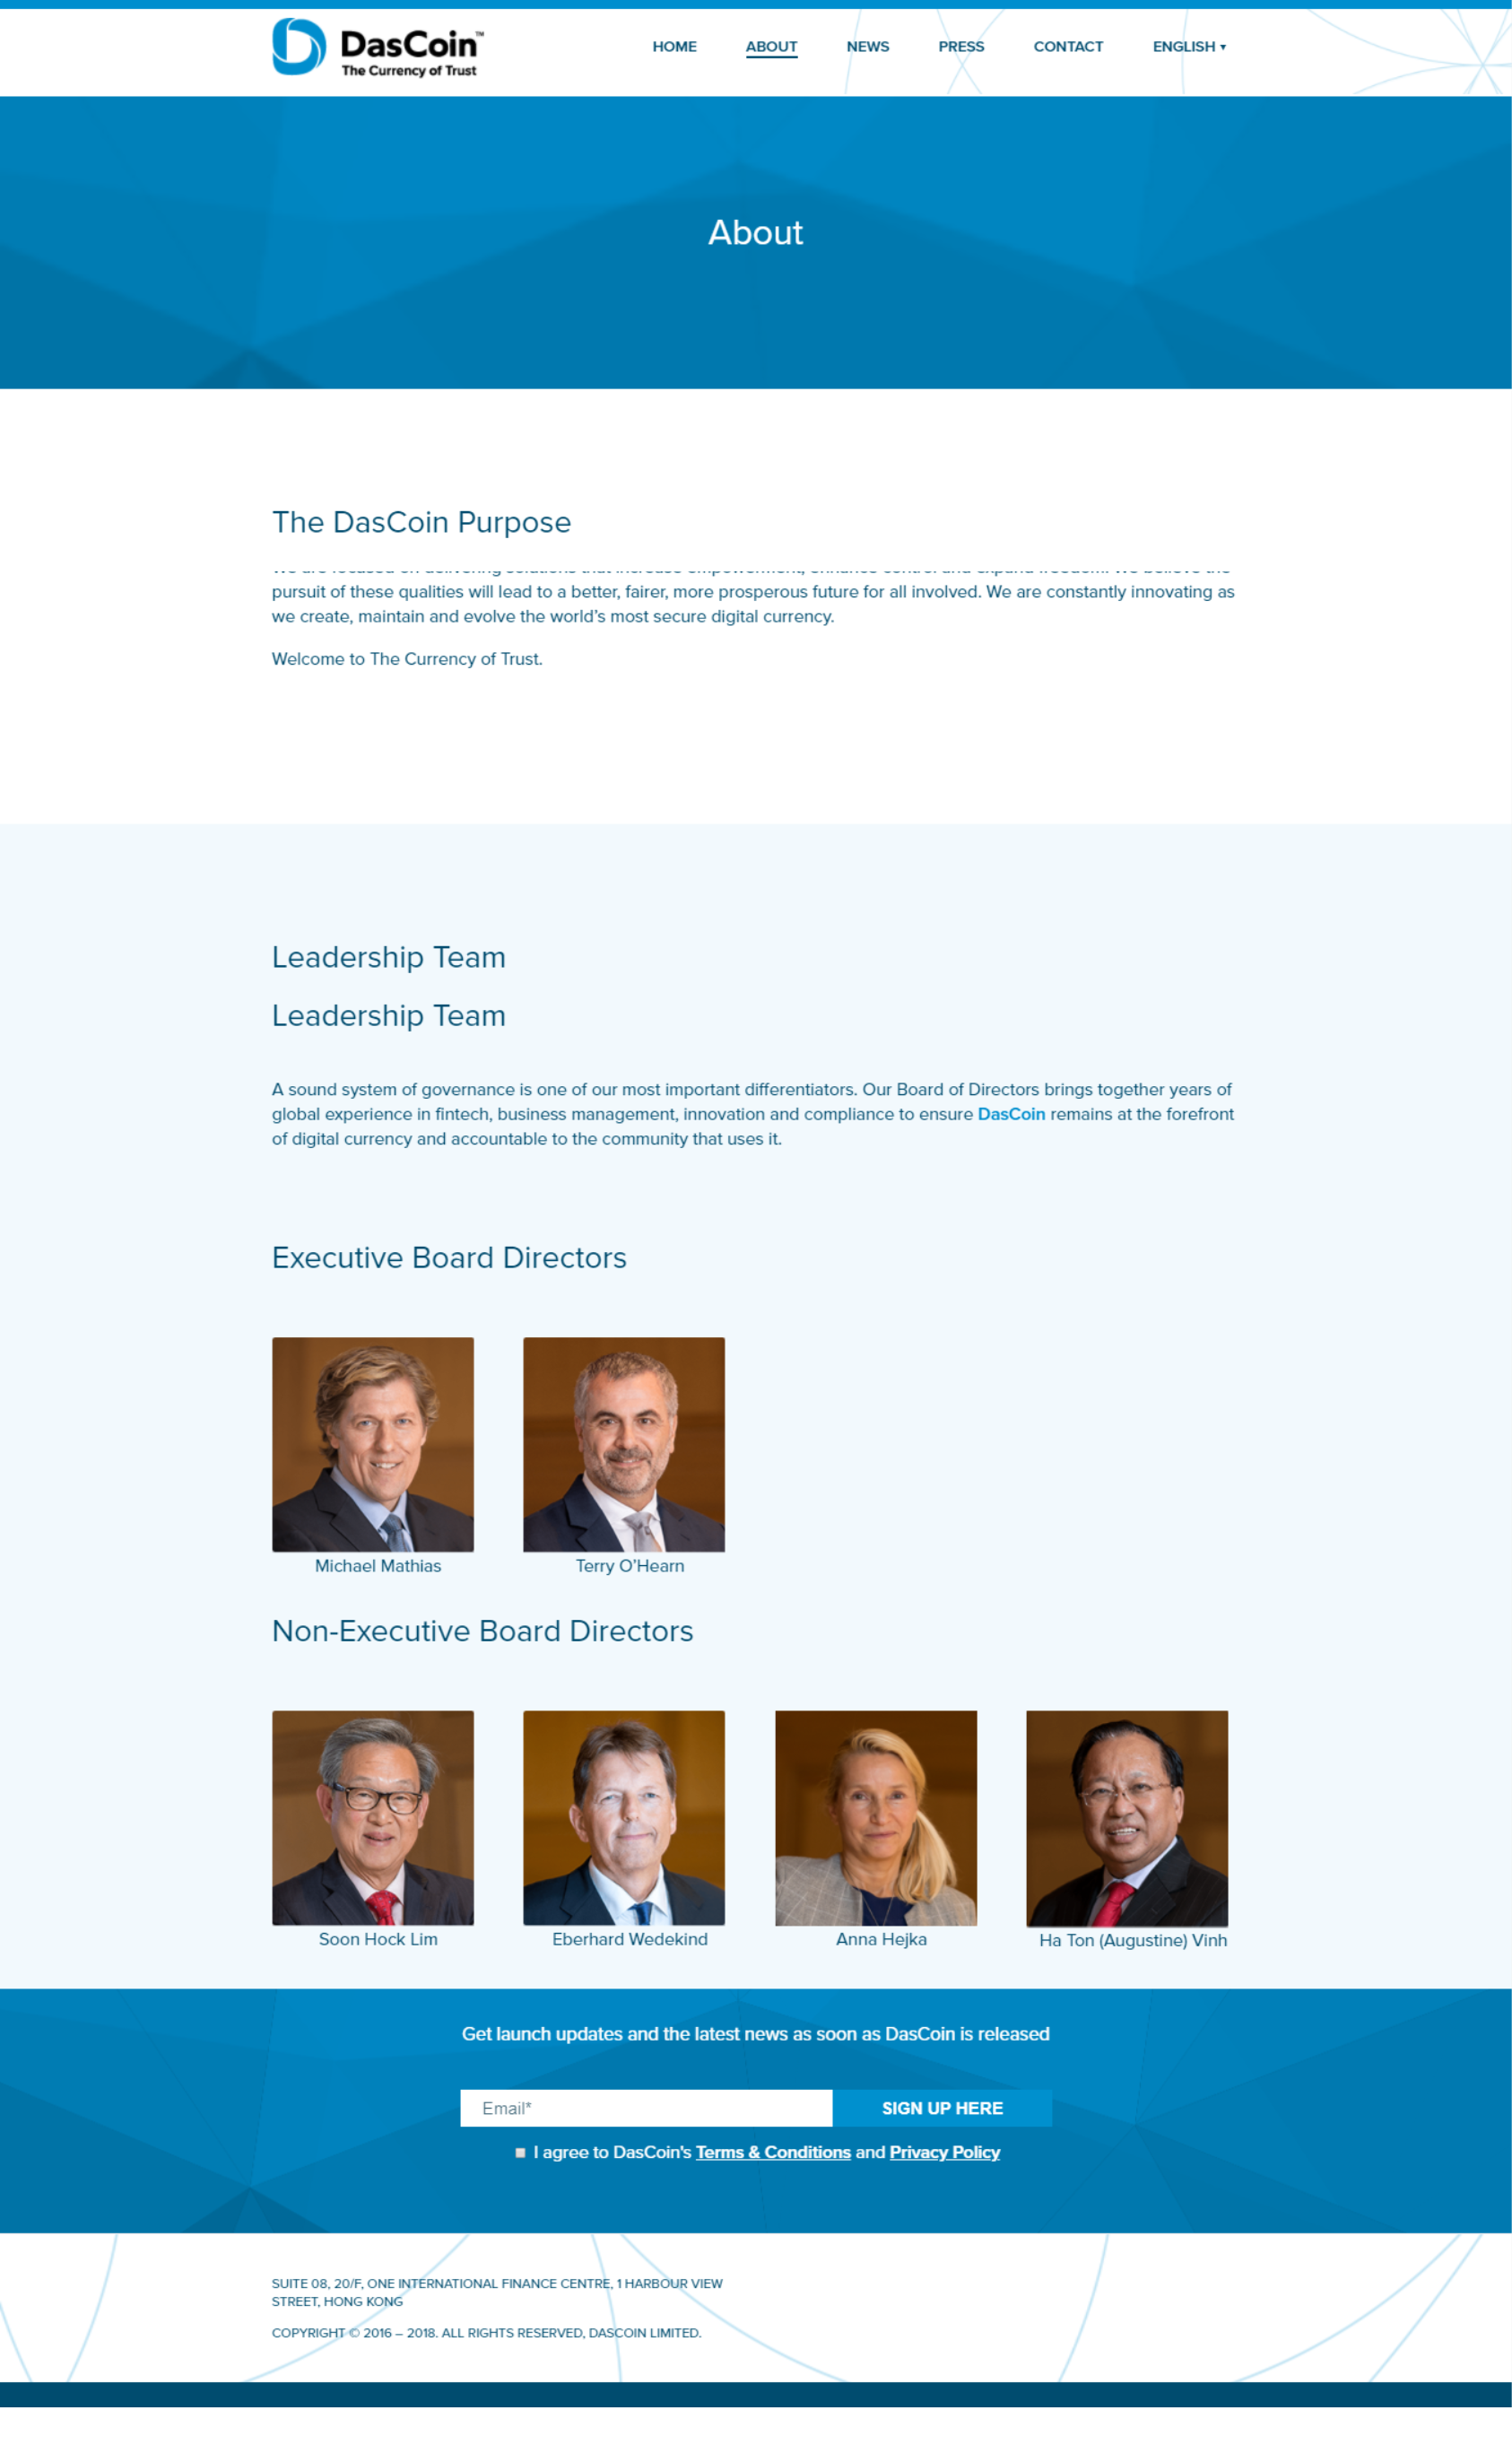 DasCoin™
The Currency of Trust
HOME ABOUT NEWS PRESS CONTACT ENGLISH ▾
About
The DasCoin Purpose
pursuit of these qualities will lead to a better, fairer, more prosperous future for all involved. We are constantly innovating as
we create, maintain and evolve the world’s most secure digital currency.
Welcome to The Currency of Trust.
Leadership Team
Leadership Team
A sound system of governance is one of our most important differentiators. Our Board of Directors brings together years of
global experience in fintech, business management, innovation and compliance to ensure DasCoin remains at the forefront
of digital currency and accountable to the community that uses it.
Executive Board Directors
Michael Mathias
Terry O’Hearn
Non-Executive Board Directors
Soon Hock Lim
Eberhard Wedekind
Anna Hejka
Ha Ton (Augustine) Vinh
Get launch updates and the latest news as soon as DasCoin is released
Email*
SIGN UP HERE
I agree to DasCoin's Terms & Conditions and Privacy Policy
SUITE 08, 20/F, ONE INTERNATIONAL FINANCE CENTRE, 1 HARBOUR VIEW
STREET, HONG KONG
COPYRIGHT © 2016 – 2018. ALL RIGHTS RESERVED, DASCOIN LIMITED.